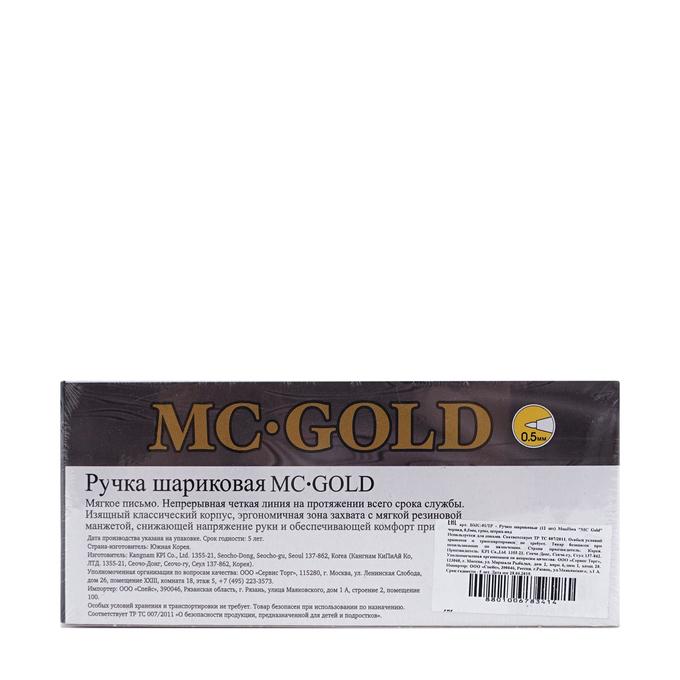 MC·GOLD
0.5мм
Ручка шариковая MC·GOLD
Мягкое письмо. Непрерывная четкая линия на протяжении всего срока службы.
Изящный классический корпус, эргономичная зона захвата с мягкой резиновой
манжетой, снижающей напряжение руки и обеспечивающей комфорт при
Дата производства указана на упаковке. Срок годности: 5 лет.
Страна-изготовитель: Южная Корея.
Изготовитель: Kangnam KPI Co., Ltd. 1355-21, Seocho-Dong, Seocho-gu, Seoul 137-862, Korea (Кангнам КиПиАй Ко,
ЛТД. 1355-21, Сеочо-Донг, Сеочо-гу, Сеул 137-862, Корея).
Уполномоченная организация: ООО «Сервис Торг», 115280, г. Москва, ул. Ленинская Слобода,
дом 26, помещение XXIII, комната 18, этаж 5, +7 (495) 223-3573.
Импортер: ООО «Спейс», 390046, Рязанская область, г. Рязань, улица Маяковского, дом 1 А, строение 2, помещение
100.
Особых условий хранения и транспортировки не требует. Товар безопасен при использовании по назначению.
Соответствует ТР ТС 007/2011 «О безопасности продукции, предназначенной для детей и подростков».
Ручки шариковые (12 шт) MunHwa "MC Gold"
8801006783414